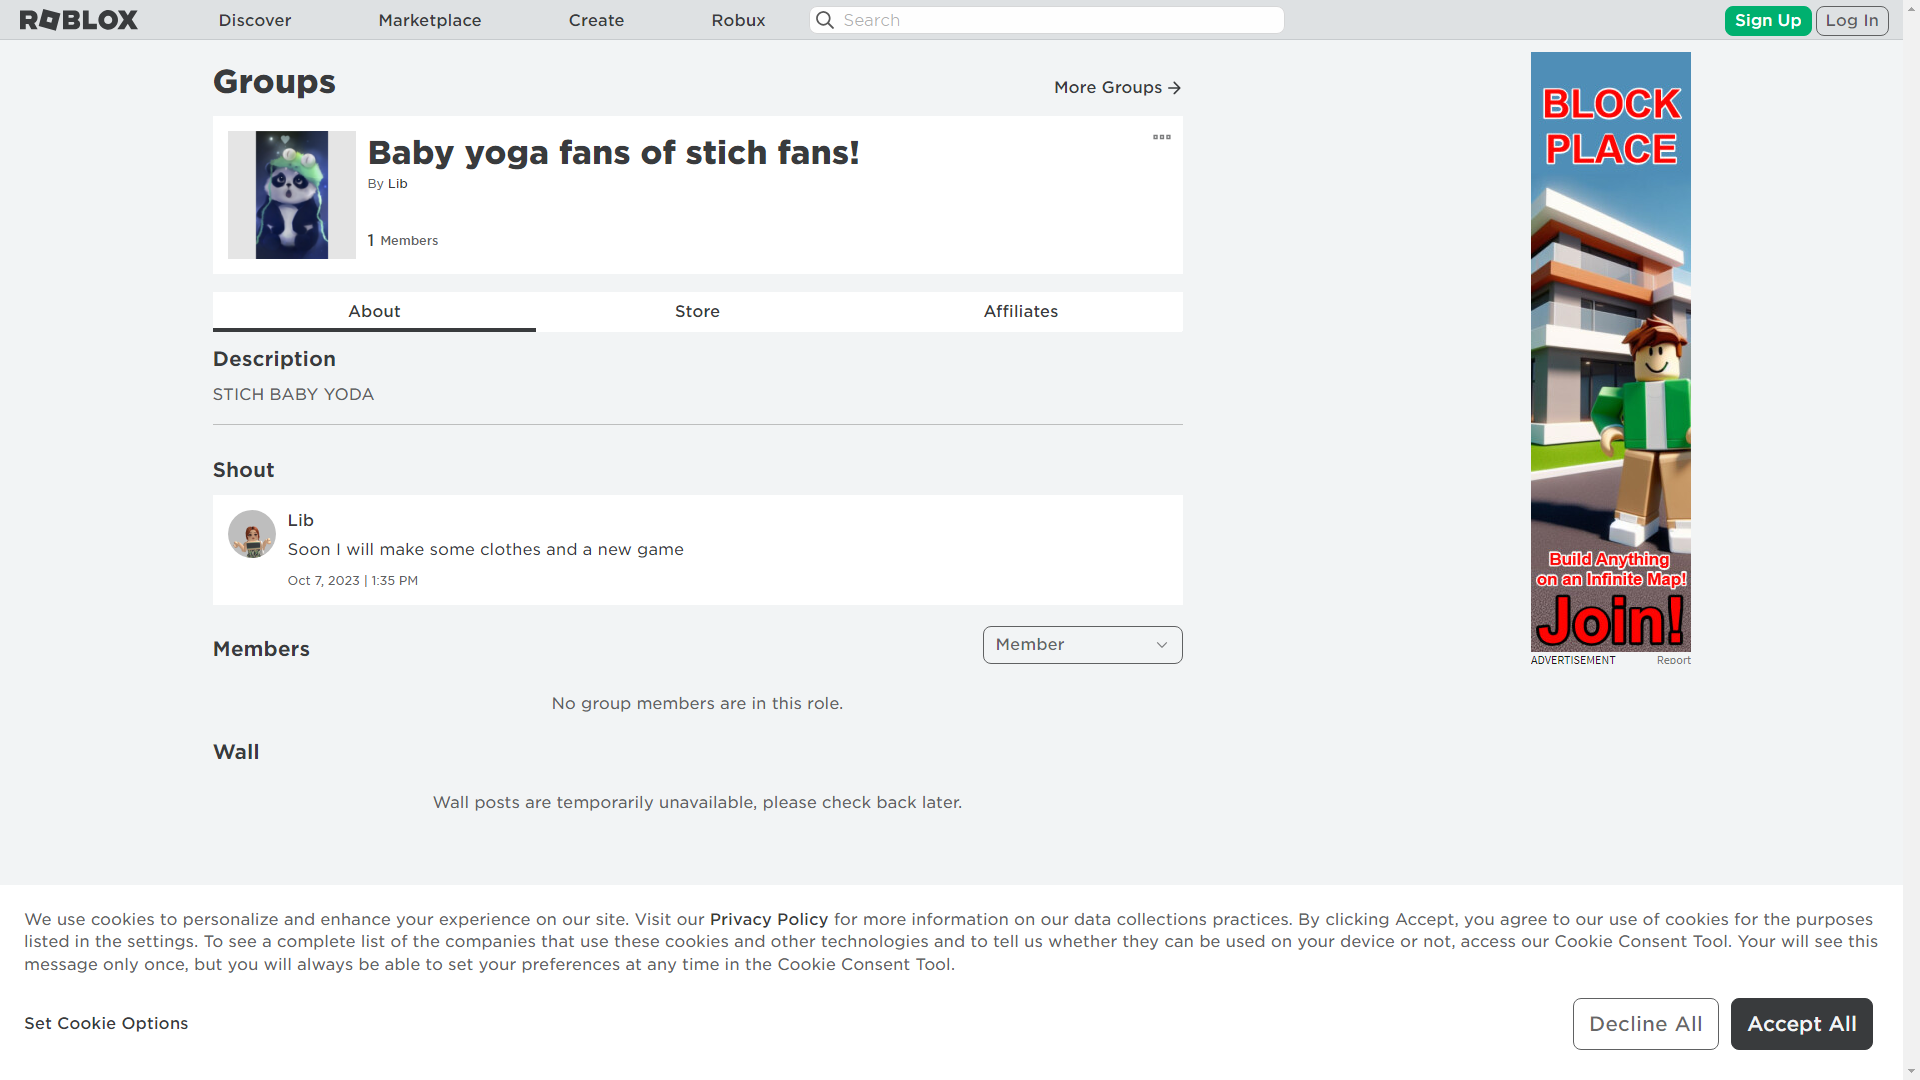 ROBLOX
Discover
Marketplace
Create
Robux
Search
Sign Up
Log In
Groups
More Groups
Baby yoga fans of stich fans!
By Lib
1 Members
About
Store
Affiliates
Description
STICH BABY YODA
Shout
Lib
Soon I will make some clothes and a new game
Oct 7, 2023 | 1:35 PM
Members
Member
No group members are in this role.
Wall
Wall posts are temporarily unavailable, please check back later.
BLOCK
PLACE
Build Anything
on an Infinite Map!
Join!
ADVERTISEMENT
Report
We use cookies to personalize and enhance your experience on our site. Visit our Privacy Policy for more information on our data collections practices. By clicking Accept, you agree to our use of cookies for the purposes
listed in the settings. To see a complete list of the companies that use these cookies and other technologies and to tell us whether they can be used on your device or not, access our Cookie Consent Tool. Your will see this
message only once, but you will always be able to set your preferences at any time in the Cookie Consent Tool.
Set Cookie Options
Decline All
Accept All